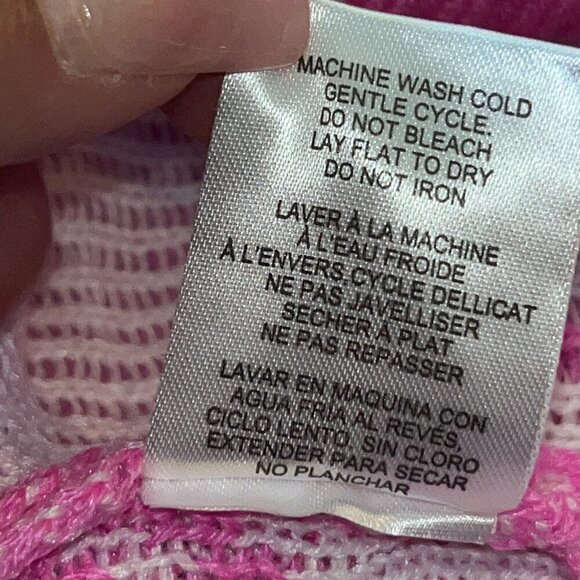 MACHINE WASH COLD
GENTLE CYCLE.
DO NOT BLEACH
LAY FLAT TO DRY
DO NOT IRON
LAVER À LA MACHINE
À L'EAU FROIDE
À L'ENVERS CYCLE DELLICAT
NE PAS JAVELLISER
SECHER A PLAT
NE PAS REPASSER
LAVAR EN MAQUINA CON
AGUA FRIA AL REVÉS,
CICLO LENTO, SIN CLORO
EXTENDER PARA SECAR
NO PLANCHAR